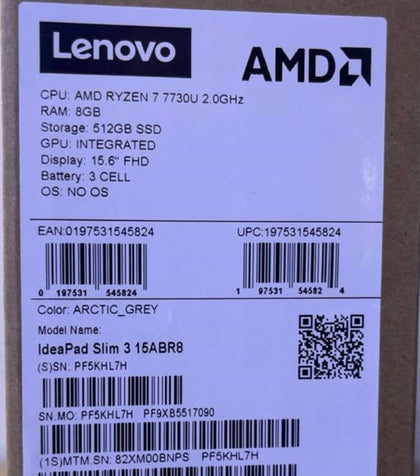 Lenovo
AMD
CPU: AMD RYZEN 7 7730U 2.0GHz
RAM: 8GB
Storage: 512GB SSD
GPU: INTEGRATED
Display: 15.6" FHD
Battery: 3 CELL
OS: NO OS
EAN:0197531545824 UPC:197531545824
0 197531 545824 1 97531 54582 4
Color: ARCTIC_GREY
Model Name:
IdeaPad Slim 3 15ABR8
(S)SN: PF5KHL7H
SN.MO: PF5KHL7H PF9XB5517090
(1S)MTM.SN: 82XM00BNPS PF5KHL7H